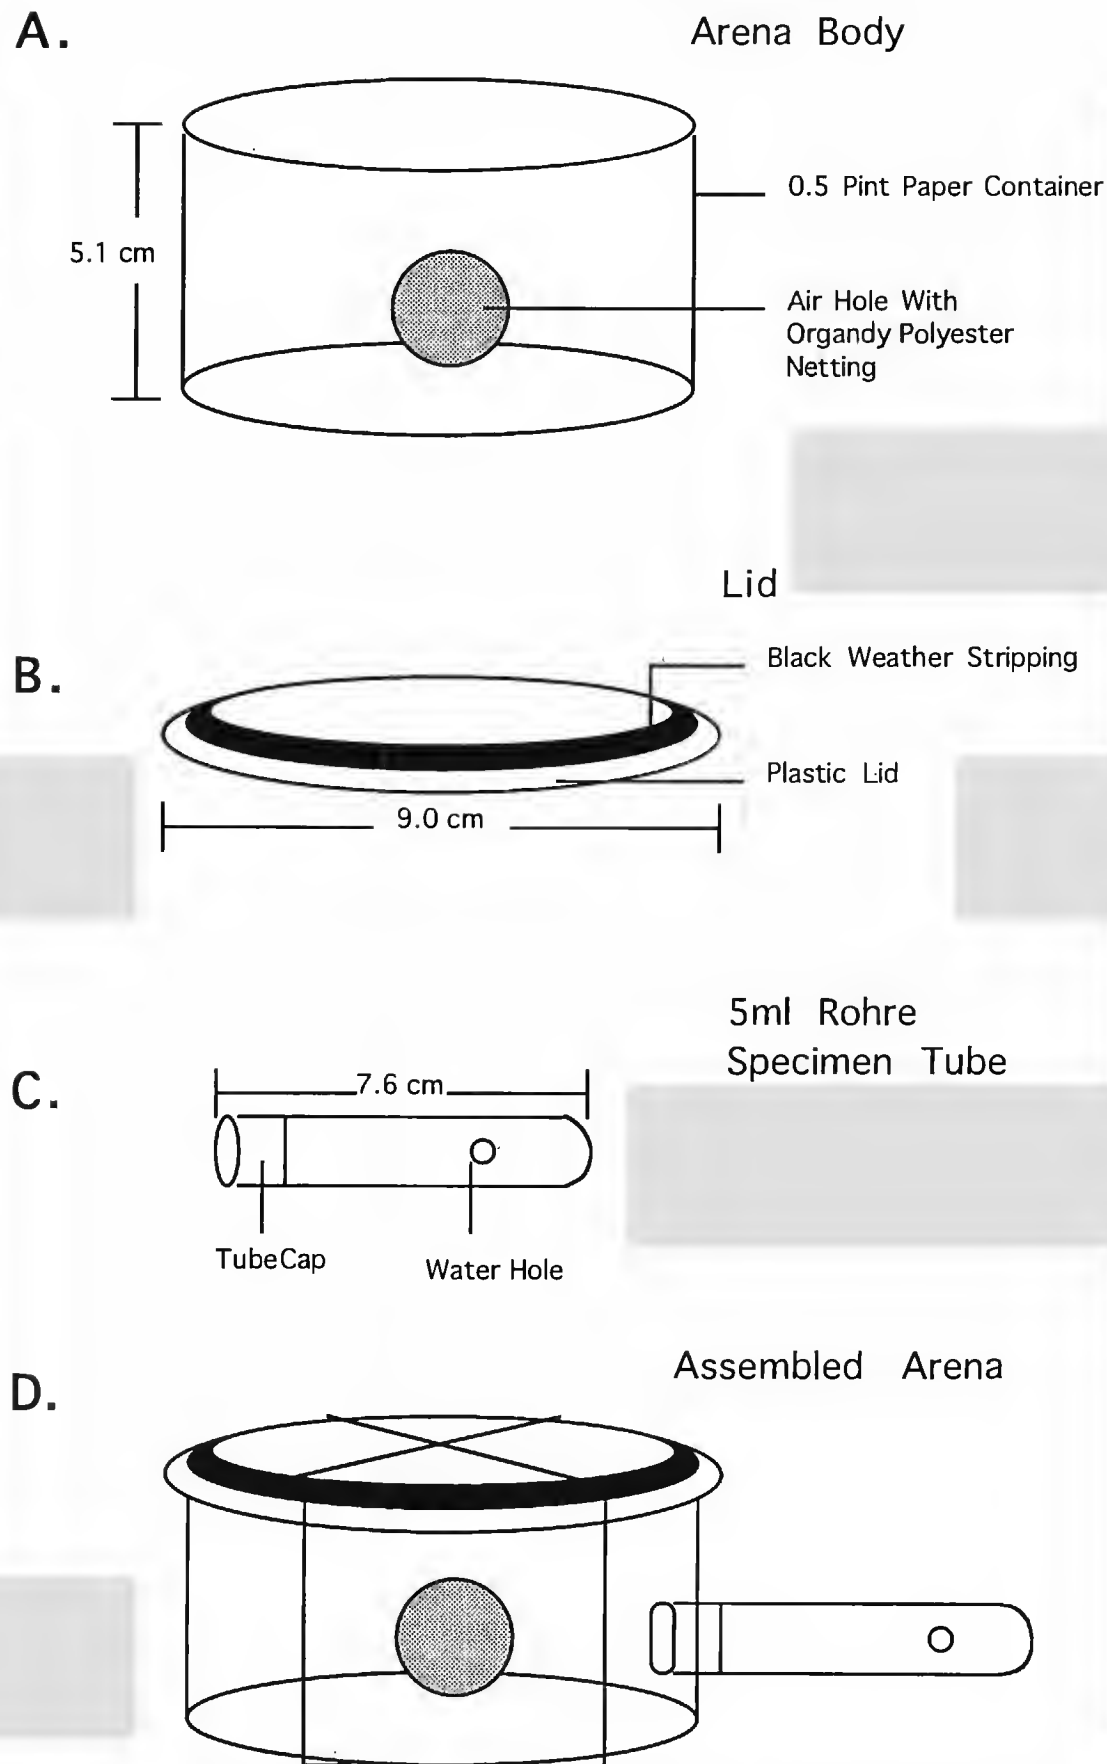 A.
Arena Body
0.5 Pint Paper Container
5.1 cm
Air Hole With
Organdy Polyester
Netting
Lid
B.
Black Weather Stripping
Plastic Lid
9.0 cm
5ml Rohre
Specimen Tube
C.
7.6 cm
TubeCap
Water Hole
Assembled Arena
D.